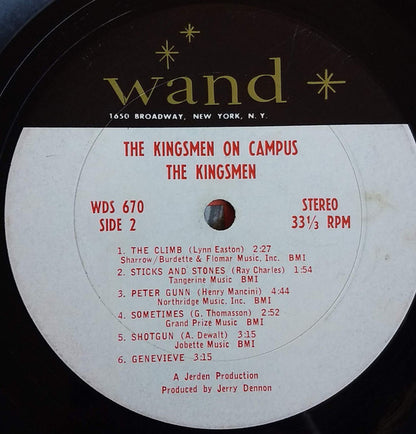 wand
1650 BROADWAY, NEW YORK, N. Y.
THE KINGSMEN ON CAMPUS
THE KINGSMEN
WDS 670
SIDE 2
STEREO
33⅓ RPM
1. THE CLIMB (Lynn Easton) 2:27
Sharrow/Burdette & Flomar Music, Inc. BMI
2. STICKS AND STONES (Ray Charles) 1:54
Tangerine Music BMI
3. PETER GUNN (Henry Mancini) 4:44
Northridge Music, Inc. BMI
4. SOMETIMES (G. Thomasson) 2:52
Grand Prize Music BMI
5. SHOTGUN (A. Dewalt) 3:15
Jobette Music BMI
6. GENEVIEVE 3:15
A Jerden Production
Produced by Jerry Dennon